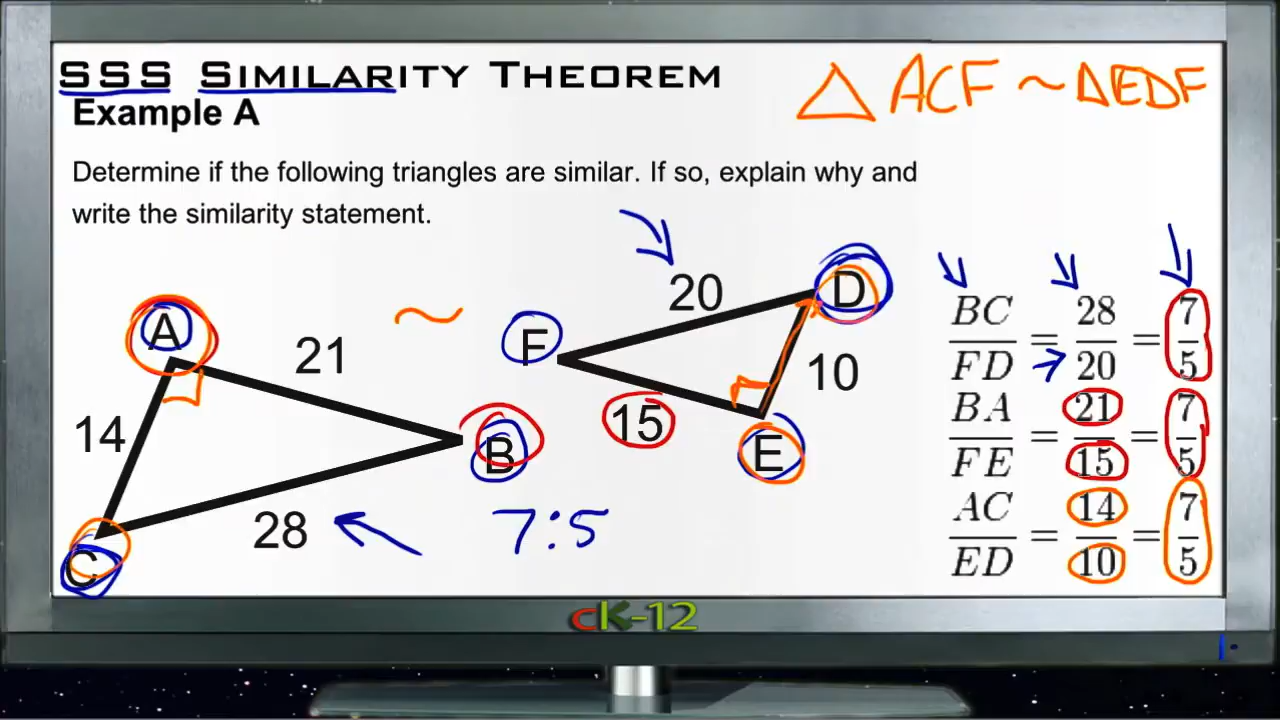 SSS SIMILARITY THEOREM
△ ACF ~ △EDF
Example A
Determine if the following triangles are similar. If so, explain why and
write the similarity statement.
A
21
14
C
28
B
~
F
20
D
10
15
E
7:5
BC/FD = 28/20 = 7/5
BA/FE = 21/15 = 7/5
AC/ED = 14/10 = 7/5
cK-12